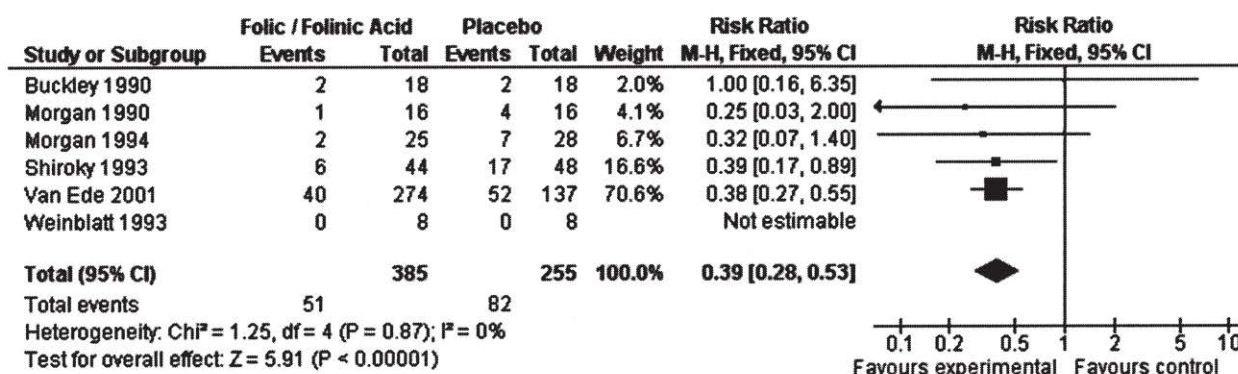 Folic / Folinic Acid Placebo Risk Ratio Risk Ratio
Study or Subgroup Events Total Events Total Weight M-H, Fixed, 95% CI M-H, Fixed, 95% CI
Buckley 1990 2 18 2 18 2.0% 1.00 [0.16, 6.35]
Morgan 1990 1 16 4 16 4.1% 0.25 [0.03, 2.00]
Morgan 1994 2 25 7 28 6.7% 0.32 [0.07, 1.40]
Shiroky 1993 6 44 17 48 16.6% 0.39 [0.17, 0.89]
Van Ede 2001 40 274 52 137 70.6% 0.38 [0.27, 0.55]
Weinblatt 1993 0 8 0 8 Not estimable
Total (95% CI) 385 255 100.0% 0.39 [0.28, 0.53]
Total events 51 82
Heterogeneity: Chi² = 1.25, df = 4 (P = 0.87); I² = 0%
Test for overall effect: Z = 5.91 (P < 0.00001)
0.1 0.2 0.5 1 2 5 10
Favours experimental Favours control